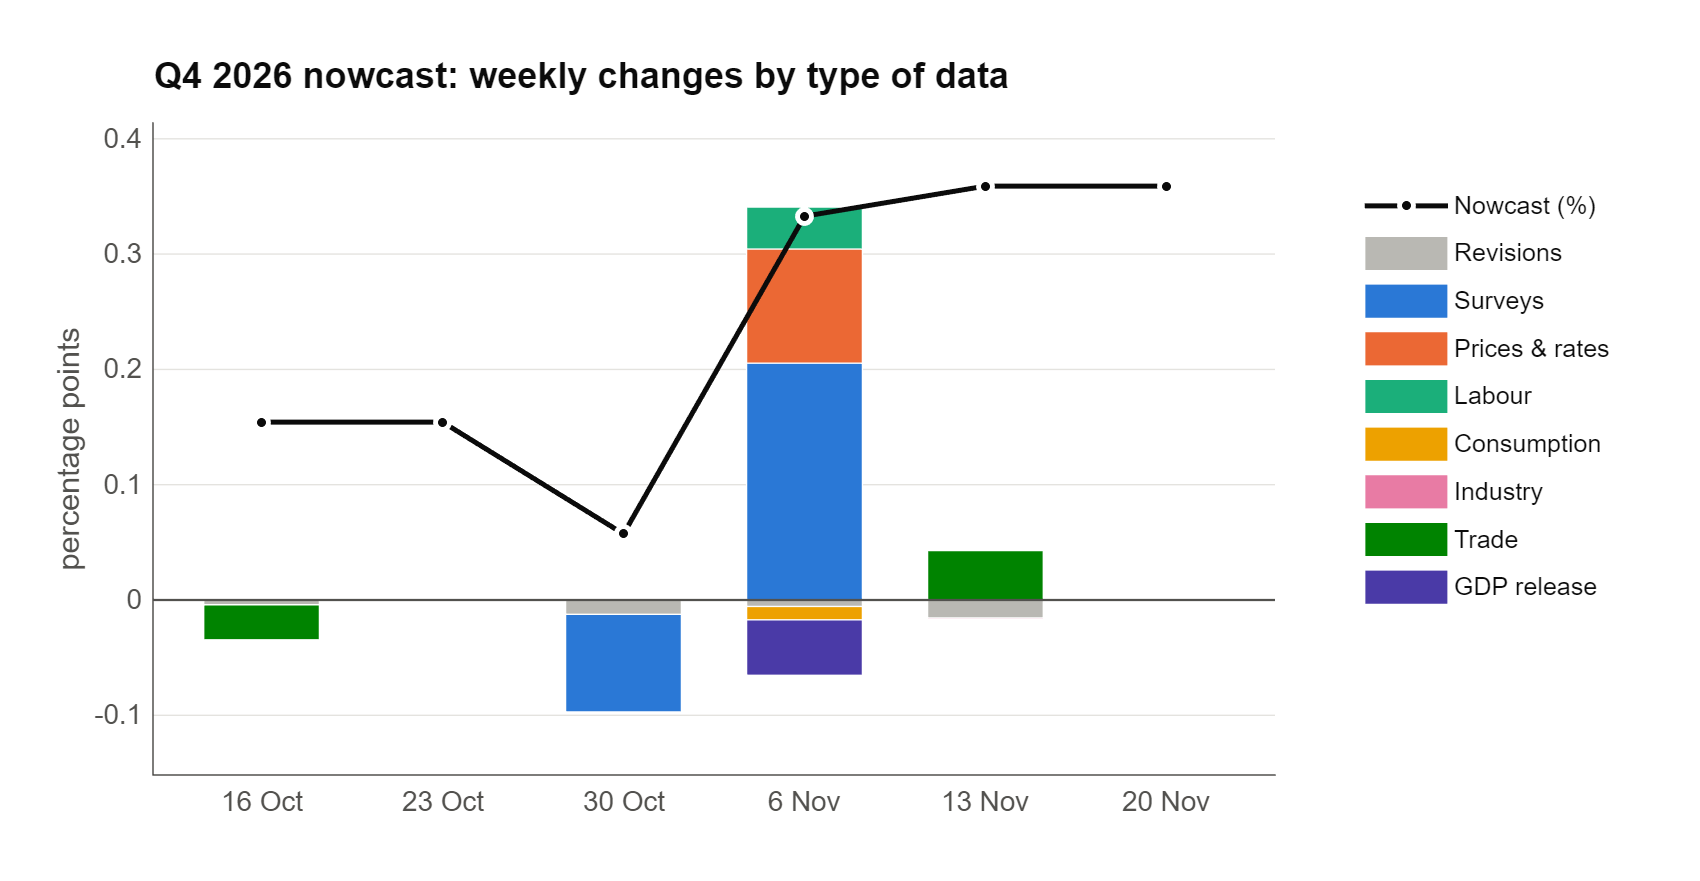 Q4 2026 nowcast: weekly changes by type of data
percentage points
0.4
0.3
0.2
0.1
0
-0.1
16 Oct
23 Oct
30 Oct
6 Nov
13 Nov
20 Nov
Nowcast (%)
Revisions
Surveys
Prices & rates
Labour
Consumption
Industry
Trade
GDP release